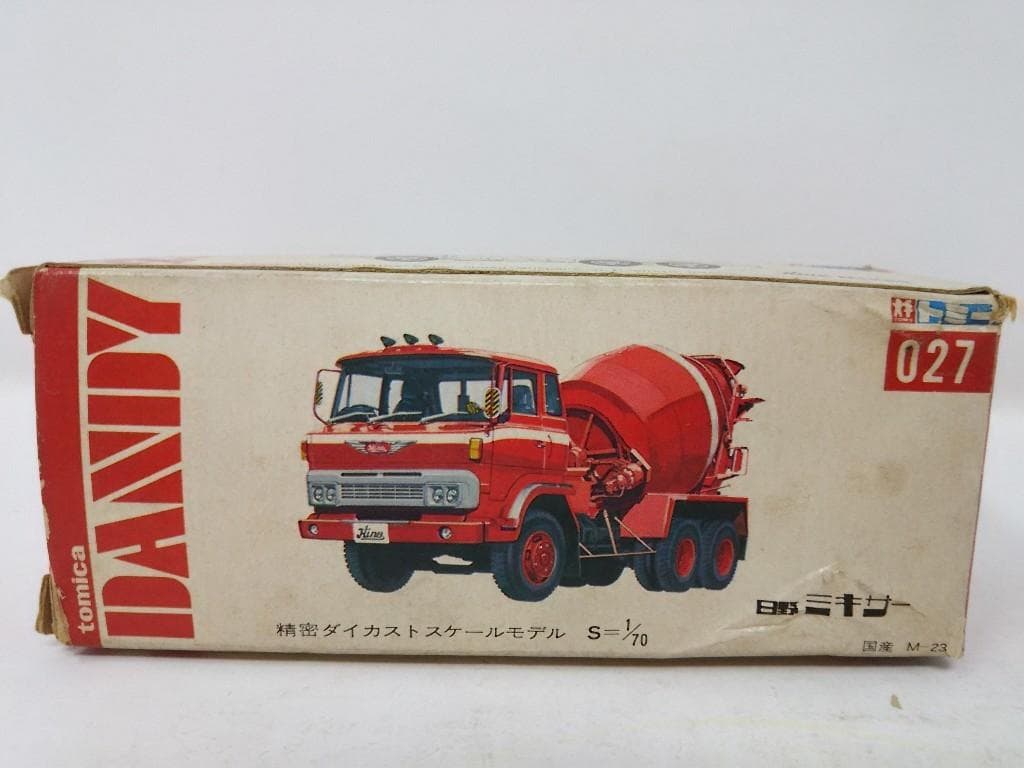 tomica
DANDY
トミー
027
Hino
精密ダイカストスケールモデル S=1/70
日野ミキサー
国産 M-23